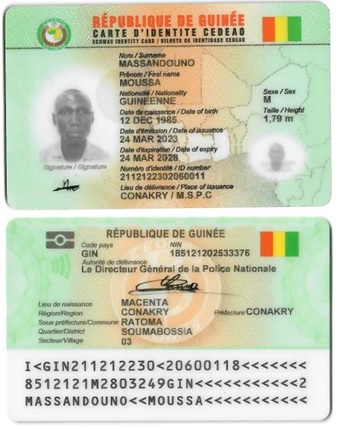 RÉPUBLIQUE DE GUINÉE
CARTE D'IDENTITE CEDEAO
ECOWAS IDENTITY CARD / BILHETE DE IDENTIDADE CEDEAO
Nom / Surname
MASSANDOUNO
Prénom / First name
MOUSSA
Nationalité / Nationality Sexe / Sex
GUINEENNE M
Date de naissance / Date of birth Taille / Height
12 DEC 1985 1,79 m
Date d'émission / Date of issuance
24 MAR 2023
Date d'expiration / Date of expiry
24 MAR 2028
Numéro d'identité / ID number
2112122302060011
Signature / Signature
Lieu de délivrance / Place of issuance
CONAKRY / M.S.P.C
RÉPUBLIQUE DE GUINÉE
Code pays NIN
GIN 185121202533376
Autorité de délivrance
Le Directeur Général de la Police Nationale
Lieu de naissance MACENTA
Région/Region CONAKRY Préfecture CONAKRY
Sous préfecture/Commune RATOMA
Quartier/District SOUMABOSSIA
Secteur/Village 03
I<GIN211212230<20600118<<<<<<<
8512121M2803249GIN<<<<<<<<<<<2
MASSANDOUNO<<MOUSSA<<<<<<<<<<<